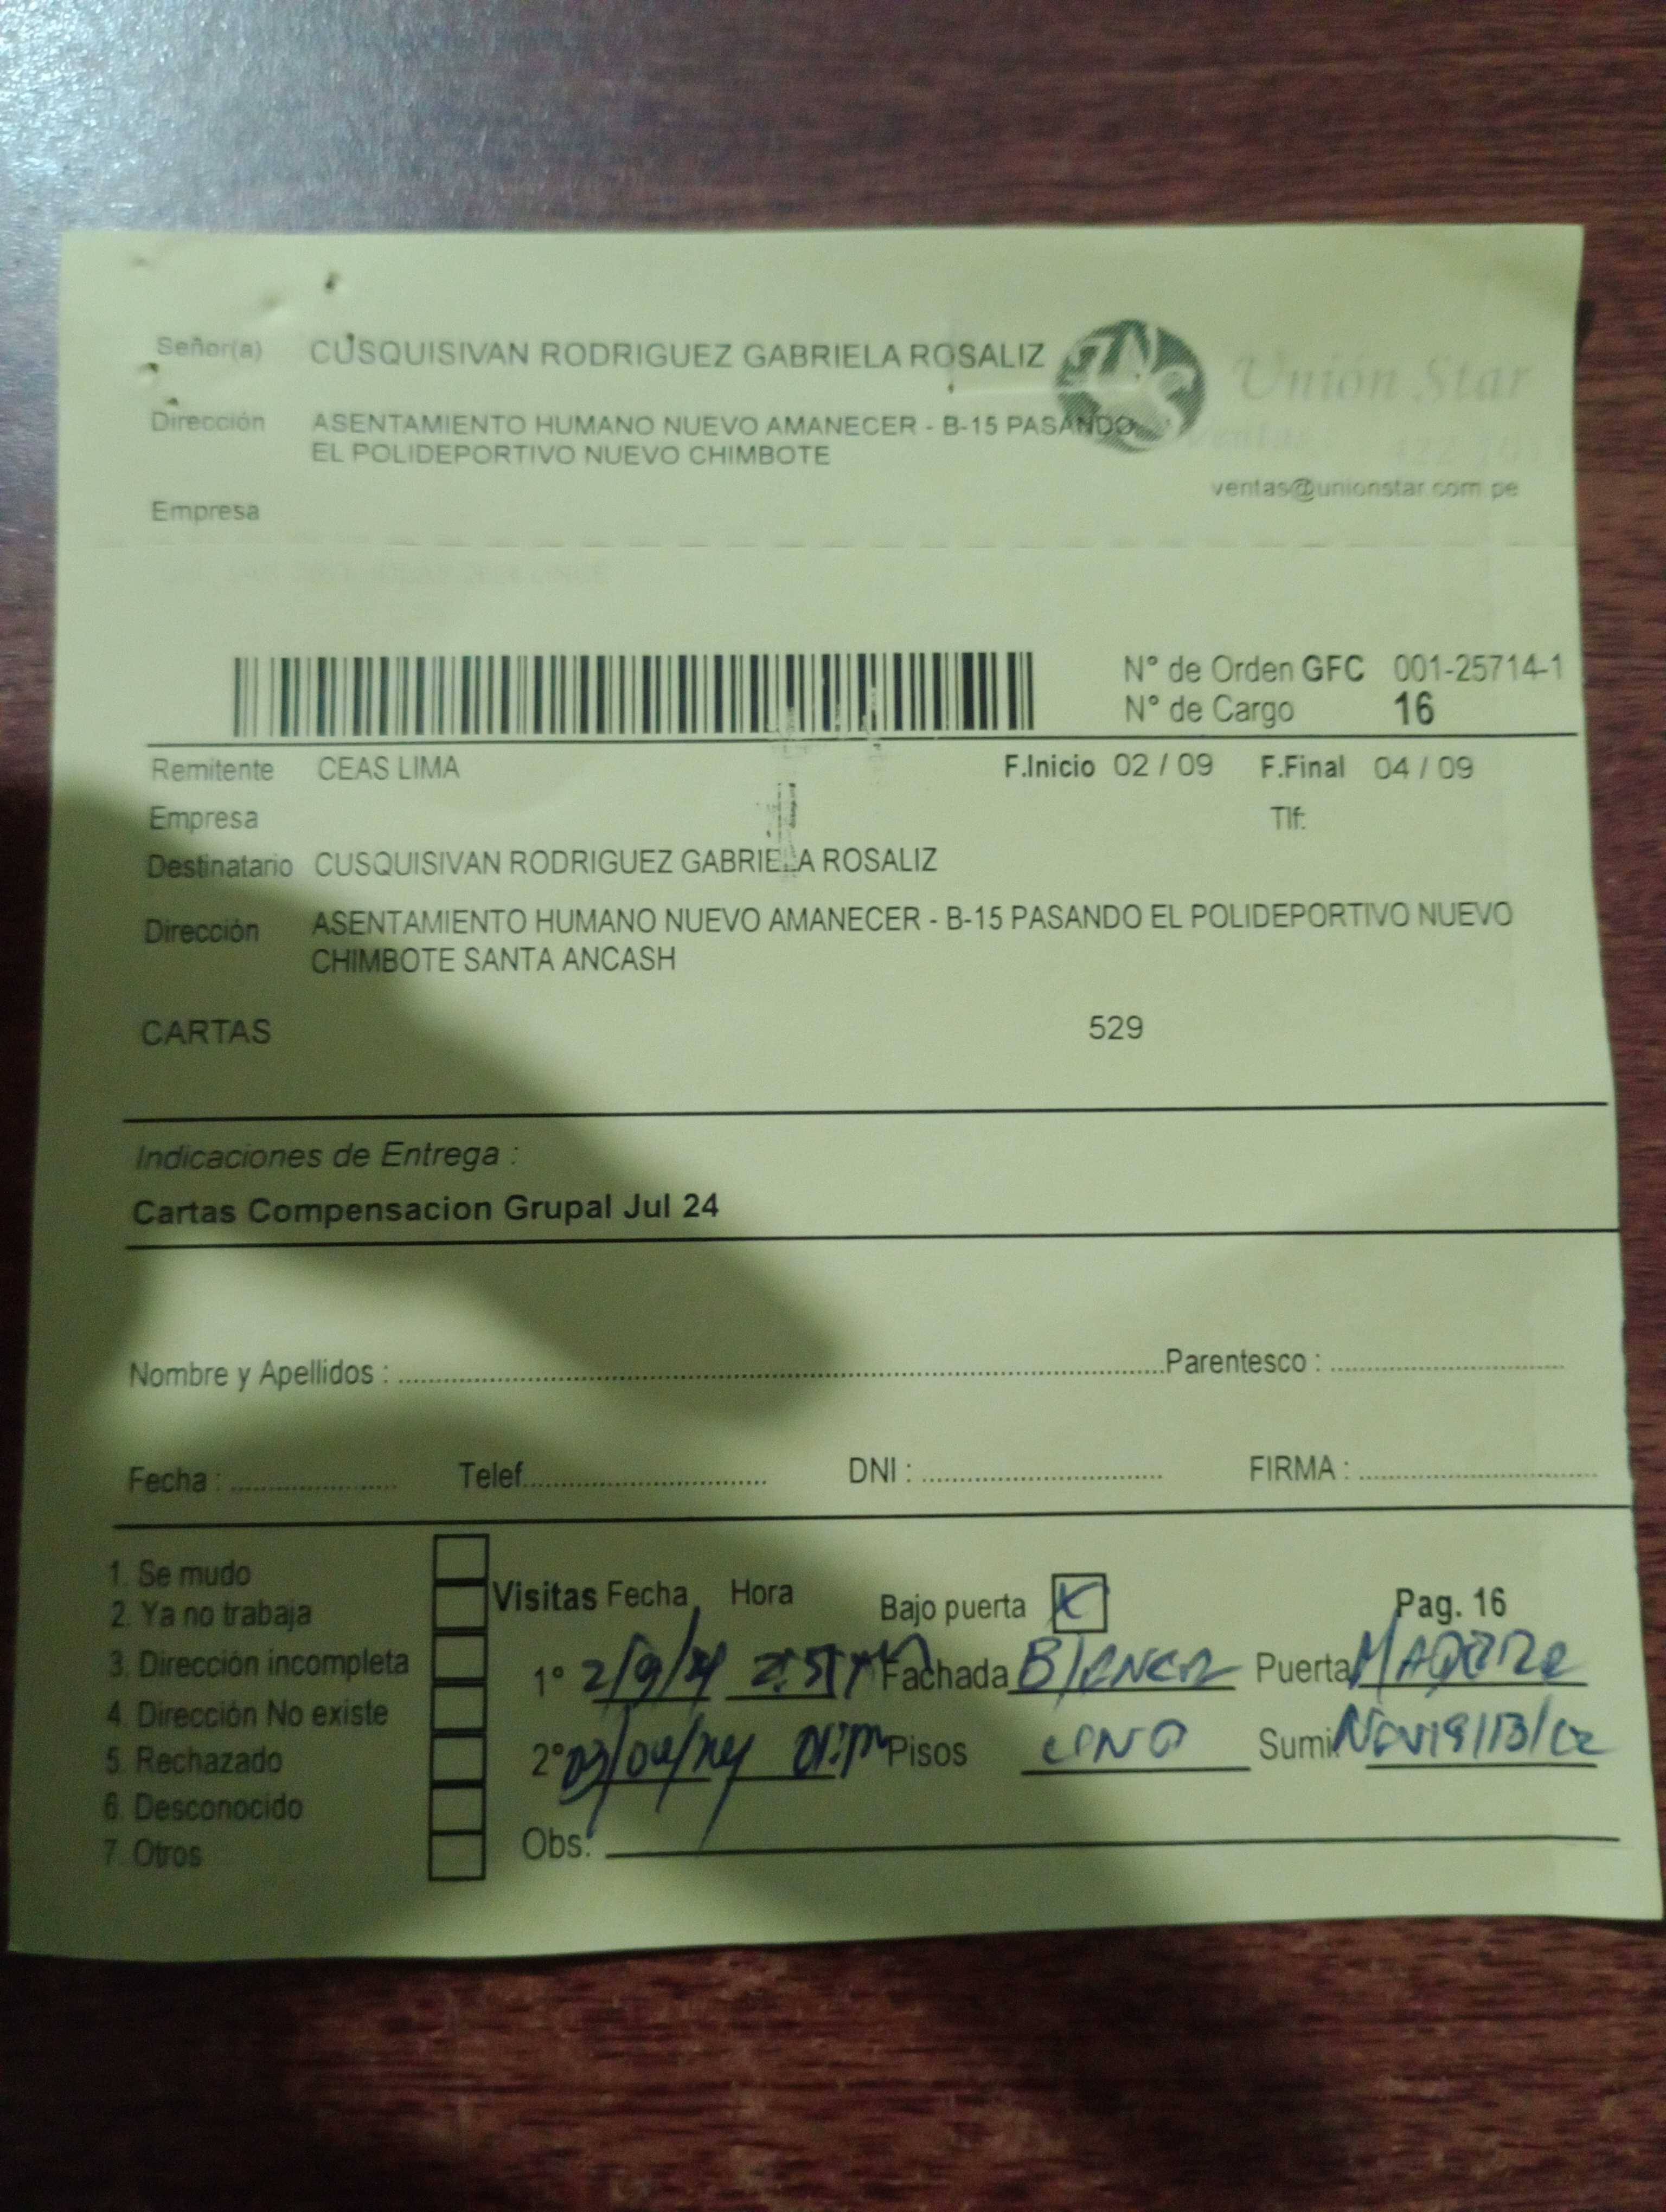 Señor(a) CUSQUISIVAN RODRIGUEZ GABRIELA ROSALIZ
Unión Star
Dirección ASENTAMIENTO HUMANO NUEVO AMANECER - B-15 PASANDO
EL POLIDEPORTIVO NUEVO CHIMBOTE
ventas@unionstar.com.pe
Empresa
N° de Orden GFC 001-25714-1
N° de Cargo 16
Remitente CEAS LIMA F.Inicio 02 / 09 F.Final 04 / 09
Empresa Tlf:
Destinatario CUSQUISIVAN RODRIGUEZ GABRIELA ROSALIZ
Dirección ASENTAMIENTO HUMANO NUEVO AMANECER - B-15 PASANDO EL POLIDEPORTIVO NUEVO
CHIMBOTE SANTA ANCASH
CARTAS 529
Indicaciones de Entrega :
Cartas Compensacion Grupal Jul 24
Nombre y Apellidos : Parentesco :
Fecha : Telef. DNI : FIRMA :
1. Se mudo
2. Ya no trabaja
3. Dirección incompleta
4. Dirección No existe
5. Rechazado
6. Desconocido
7. Otros
Visitas Fecha Hora Bajo puerta X Pag. 16
1° 2/9/24 Fachada BLANCA Puerta
2° Pisos UNO Sumi.
Obs: